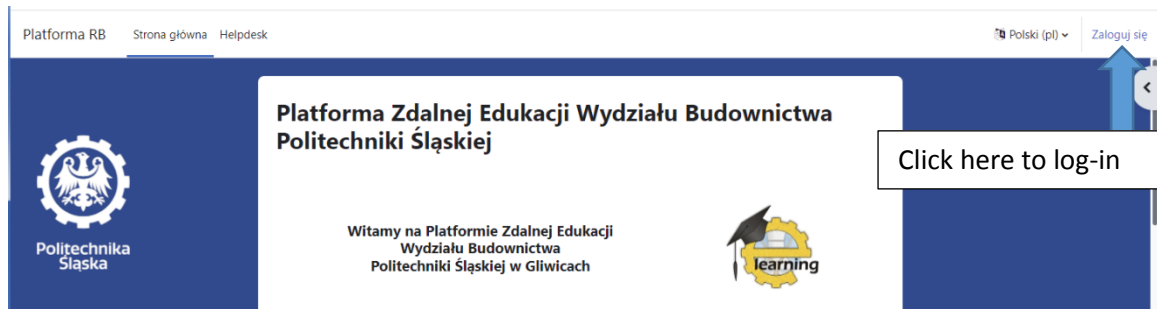 Platforma RB Strona główna Helpdesk Polski (pl) Zaloguj się
Platforma Zdalnej Edukacji Wydziału Budownictwa
Politechniki Śląskiej
Click here to log-in
Politechnika
Śląska
Witamy na Platformie Zdalnej Edukacji
Wydziału Budownictwa
Politechniki Śląskiej w Gliwicach
learning